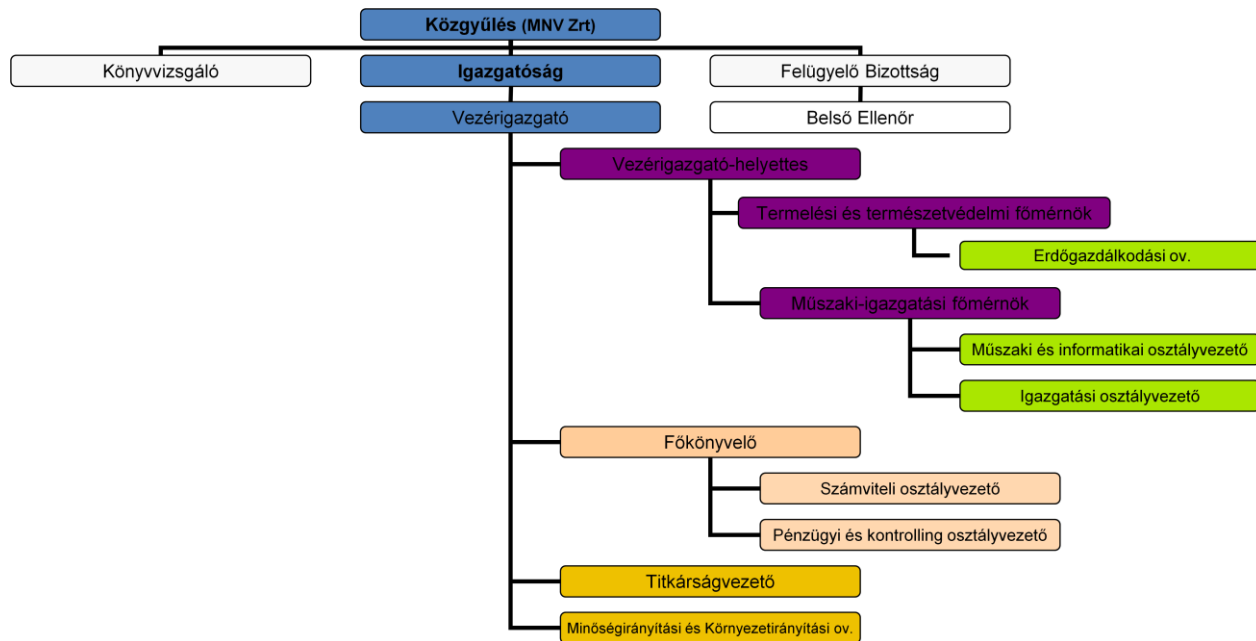 Közgyűlés (MNV Zrt)
Könyvvizsgáló
Igazgatóság
Felügyelő Bizottság
Vezérigazgató
Belső Ellenőr
Vezérigazgató-helyettes
Termelési és természetvédelmi főmérnök
Erdőgazdálkodási ov.
Műszaki-igazgatási főmérnök
Műszaki és informatikai osztályvezető
Igazgatási osztályvezető
Főkönyvelő
Számviteli osztályvezető
Pénzügyi és kontrolling osztályvezető
Titkárságvezető
Minőségirányítási és Környezetirányítási ov.